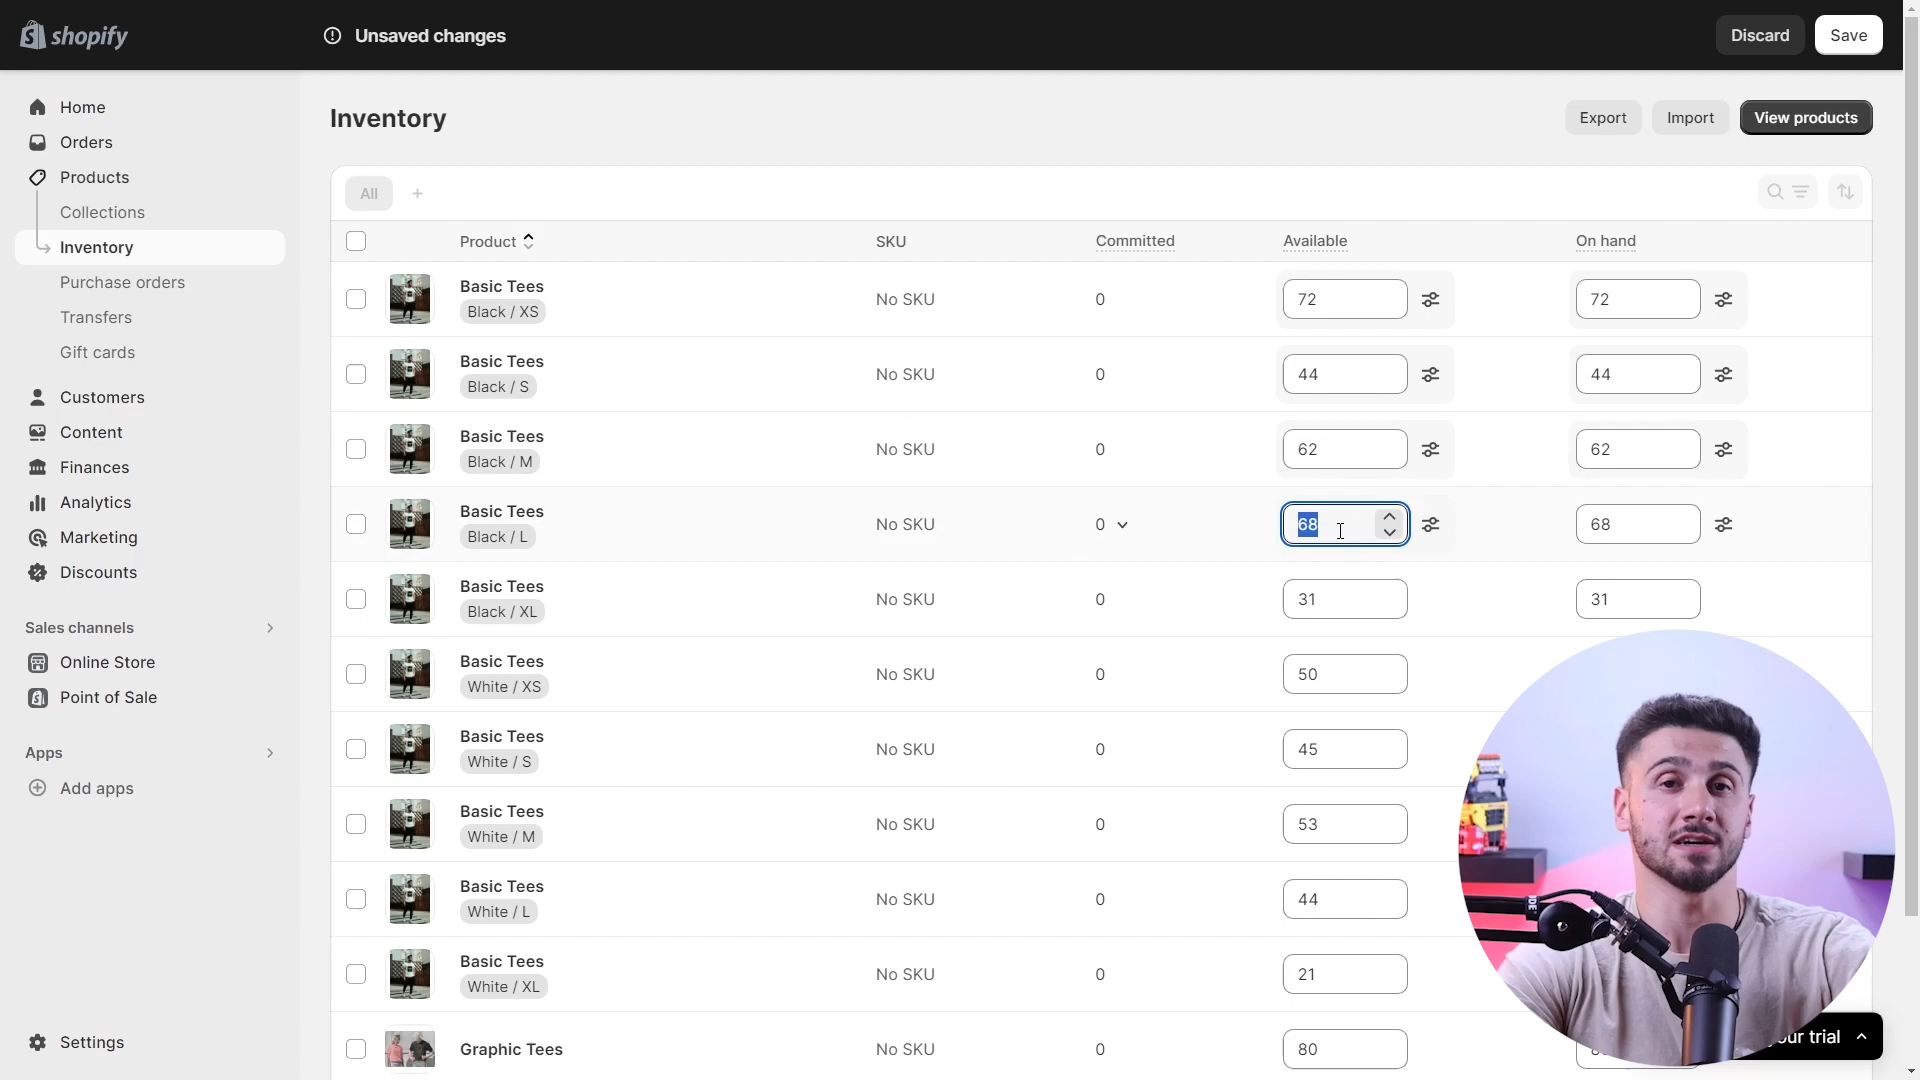 shopify
Unsaved changes
Discard
Save
Home
Orders
Products
Collections
Inventory
Purchase orders
Transfers
Gift cards
Customers
Content
Finances
Analytics
Marketing
Discounts
Sales channels
Online Store
Point of Sale
Apps
Add apps
Settings
Inventory
Export
Import
View products
All
Product SKU Committed Available On hand
Basic Tees
Black / XS
No SKU 0 72 72
Basic Tees
Black / S
No SKU 0 44 44
Basic Tees
Black / M
No SKU 0 62 62
Basic Tees
Black / L
No SKU 0 68 68
Basic Tees
Black / XL
No SKU 0 31 31
Basic Tees
White / XS
No SKU 0 50
Basic Tees
White / S
No SKU 0 45
Basic Tees
White / M
No SKU 0 53
Basic Tees
White / L
No SKU 0 44
Basic Tees
White / XL
No SKU 0 21
Graphic Tees
No SKU 0 80
your trial